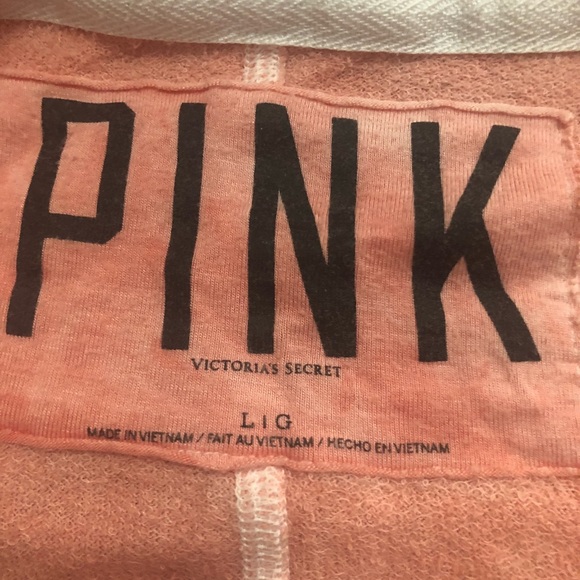 PINK
VICTORIA'S SECRET
L | G
MADE IN VIETNAM / FAIT AU VIETNAM / HECHO EN VIETNAM